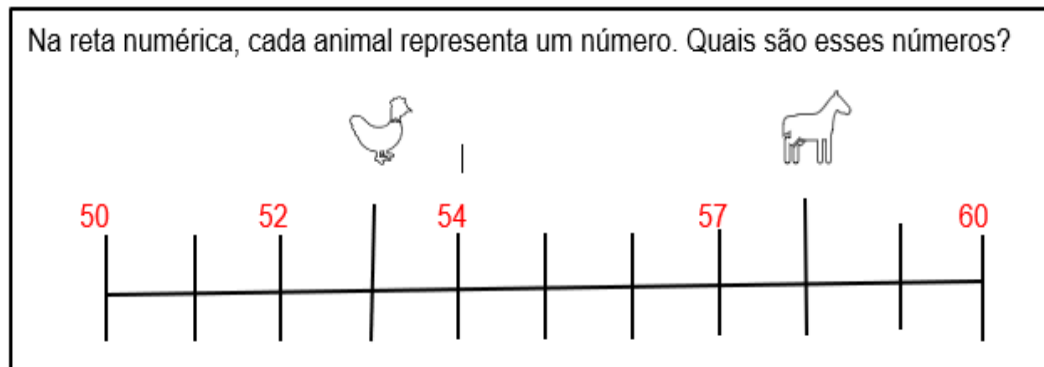 Na reta numérica, cada animal representa um número. Quais são esses números?
50 52 54 57 60